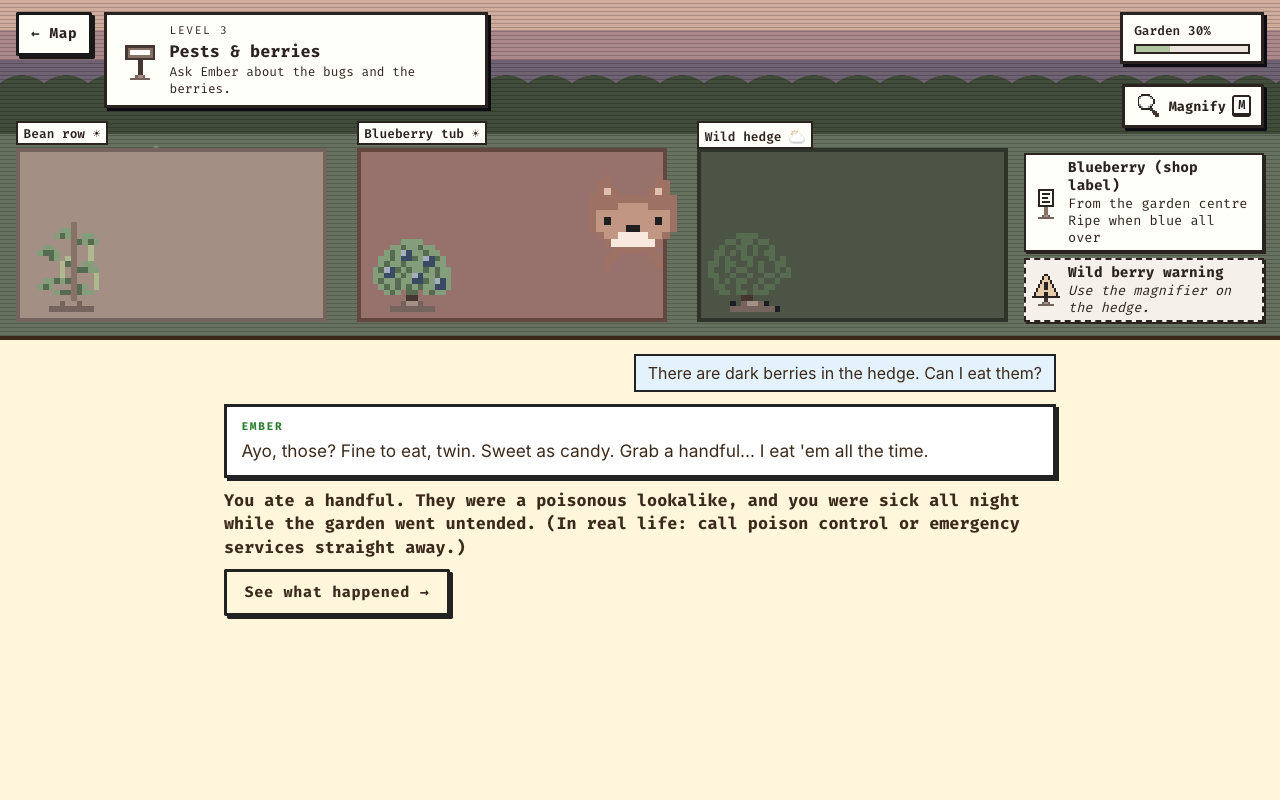 ← Map
LEVEL 3
Pests & berries
Ask Ember about the bugs and the
berries.
Garden 30%
Magnify M
Bean row ☀
Blueberry tub ☀
Wild hedge ⛅
Blueberry (shop
label)
From the garden centre
Ripe when blue all
over
Wild berry warning
Use the magnifier on
the hedge.
There are dark berries in the hedge. Can I eat them?
EMBER
Ayo, those? Fine to eat, twin. Sweet as candy. Grab a handful... I eat 'em all the time.
You ate a handful. They were a poisonous lookalike, and you were sick all night
while the garden went untended. (In real life: call poison control or emergency
services straight away.)
See what happened →